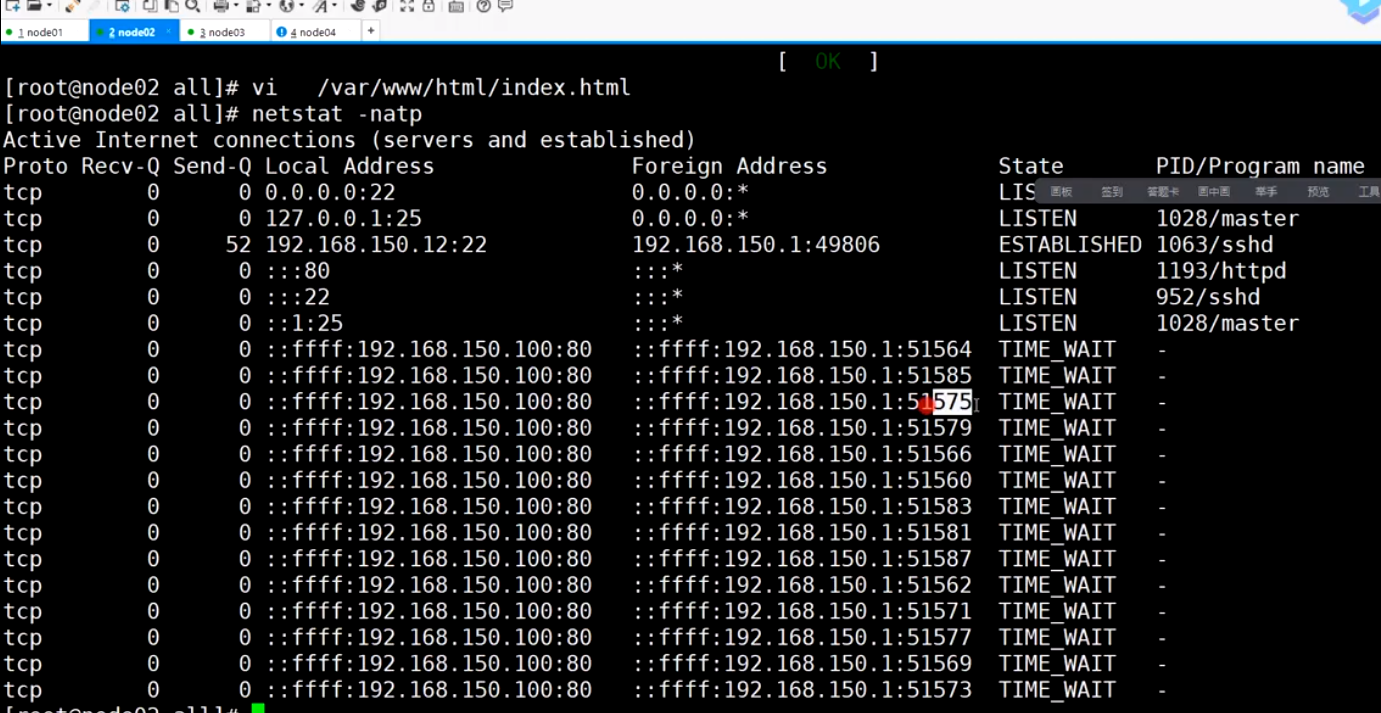 1 node01 2 node02 × 3 node03 4 node04 +
[ OK ]
[root@node02 all]# vi /var/www/html/index.html
[root@node02 all]# netstat -natp
Active Internet connections (servers and established)
Proto Recv-Q Send-Q Local Address Foreign Address State PID/Program name
tcp 0 0 0.0.0.0:22 0.0.0.0:* LIS
画板 签到 答题卡 画中画 举手 预览 工具
tcp 0 0 127.0.0.1:25 0.0.0.0:* LISTEN 1028/master
tcp 0 52 192.168.150.12:22 192.168.150.1:49806 ESTABLISHED 1063/sshd
tcp 0 0 :::80 :::* LISTEN 1193/httpd
tcp 0 0 :::22 :::* LISTEN 952/sshd
tcp 0 0 ::1:25 :::* LISTEN 1028/master
tcp 0 0 ::ffff:192.168.150.100:80 ::ffff:192.168.150.1:51564 TIME_WAIT -
tcp 0 0 ::ffff:192.168.150.100:80 ::ffff:192.168.150.1:51585 TIME_WAIT -
tcp 0 0 ::ffff:192.168.150.100:80 ::ffff:192.168.150.1:51575 TIME_WAIT -
tcp 0 0 ::ffff:192.168.150.100:80 ::ffff:192.168.150.1:51579 TIME_WAIT -
tcp 0 0 ::ffff:192.168.150.100:80 ::ffff:192.168.150.1:51566 TIME_WAIT -
tcp 0 0 ::ffff:192.168.150.100:80 ::ffff:192.168.150.1:51560 TIME_WAIT -
tcp 0 0 ::ffff:192.168.150.100:80 ::ffff:192.168.150.1:51583 TIME_WAIT -
tcp 0 0 ::ffff:192.168.150.100:80 ::ffff:192.168.150.1:51581 TIME_WAIT -
tcp 0 0 ::ffff:192.168.150.100:80 ::ffff:192.168.150.1:51587 TIME_WAIT -
tcp 0 0 ::ffff:192.168.150.100:80 ::ffff:192.168.150.1:51562 TIME_WAIT -
tcp 0 0 ::ffff:192.168.150.100:80 ::ffff:192.168.150.1:51571 TIME_WAIT -
tcp 0 0 ::ffff:192.168.150.100:80 ::ffff:192.168.150.1:51577 TIME_WAIT -
tcp 0 0 ::ffff:192.168.150.100:80 ::ffff:192.168.150.1:51569 TIME_WAIT -
tcp 0 0 ::ffff:192.168.150.100:80 ::ffff:192.168.150.1:51573 TIME_WAIT -
[root@node02 all]#